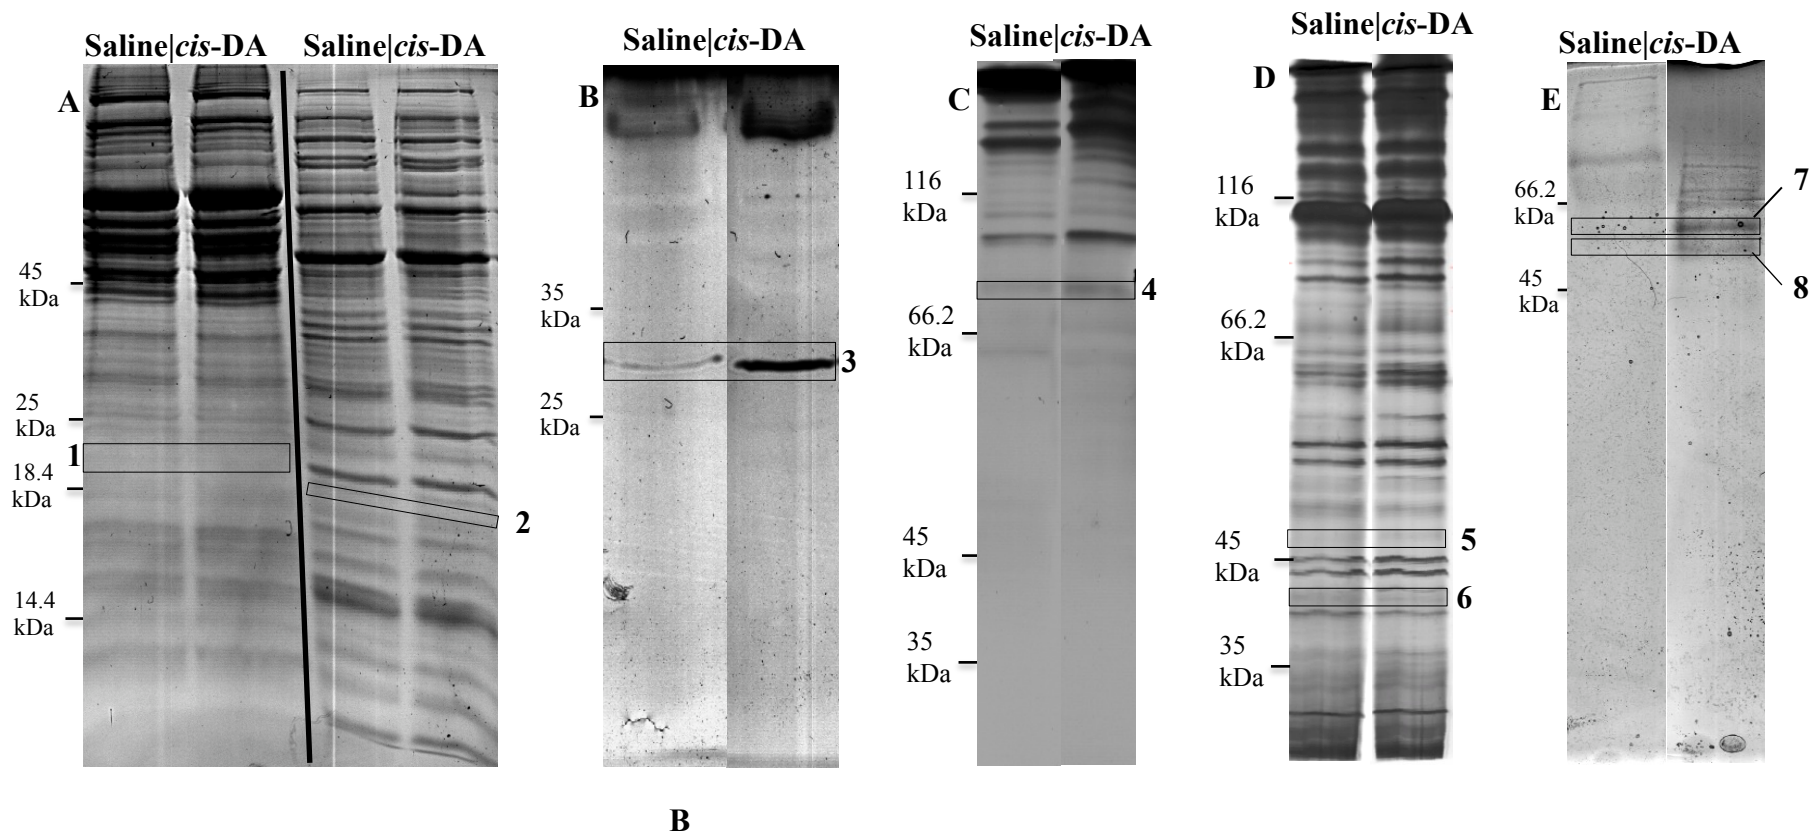 Saline|cis-DA
Saline|cis-DA
A
45
kDa
25
kDa
1
18.4
kDa
2
14.4
kDa
Saline|cis-DA
B
35
kDa
3
25
kDa
Saline|cis-DA
C
116
kDa
4
66.2
kDa
45
kDa
35
kDa
Saline|cis-DA
D
116
kDa
66.2
kDa
5
45
kDa
6
35
kDa
Saline|cis-DA
E
7
66.2
kDa
45
kDa
8
B